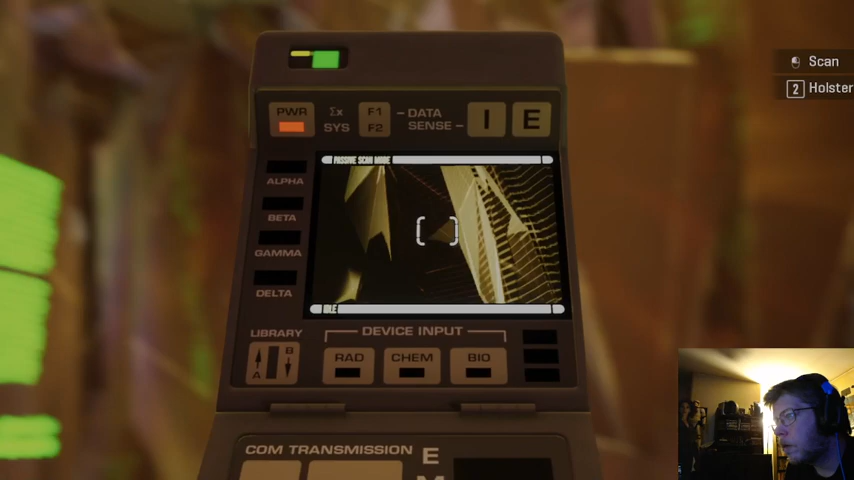 Scan
2 Holster
PWR
Σx
SYS
F1
F2
DATA
SENSE
I
E
PASSIVE SCAN MODE
ALPHA
BETA
GAMMA
DELTA
IDLE
LIBRARY
A
B
DEVICE INPUT
RAD
CHEM
BIO
COM TRANSMISSION
E
M